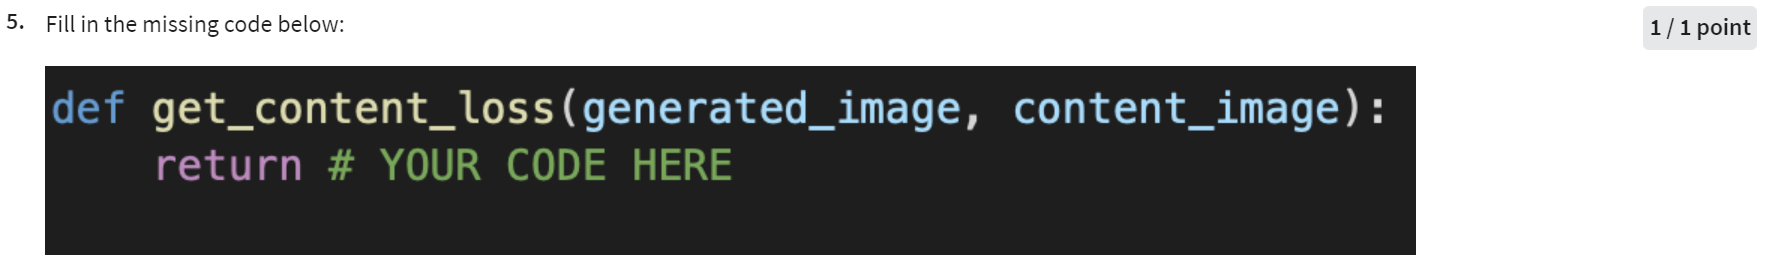 5. Fill in the missing code below:
1 / 1 point
def get_content_loss(generated_image, content_image):
    return # YOUR CODE HERE